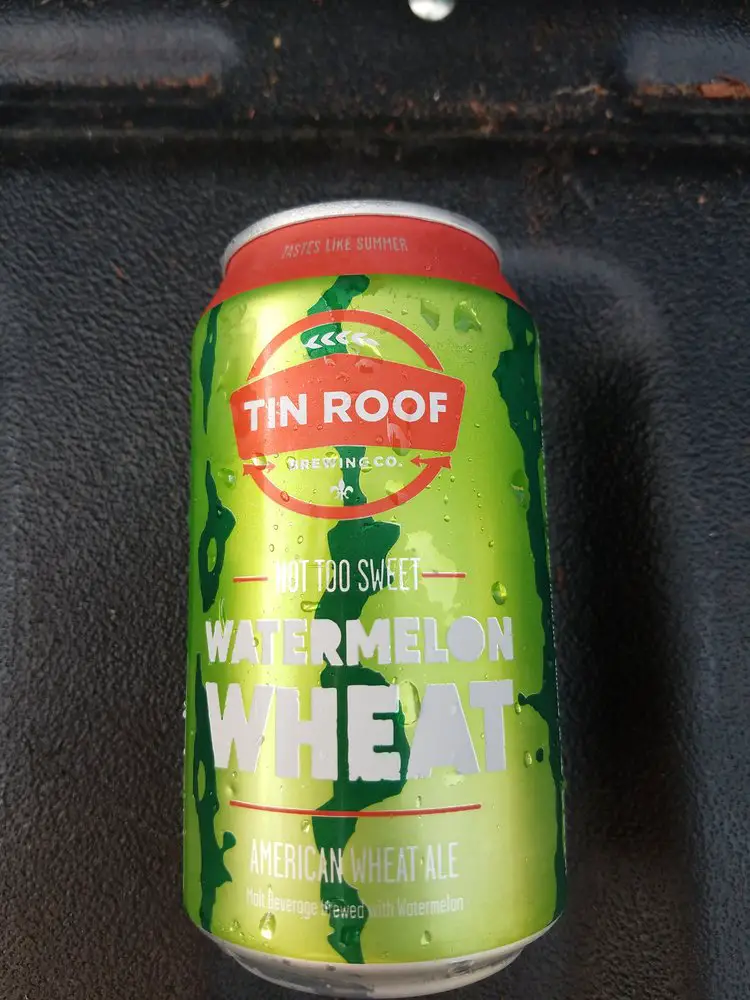 TASTES LIKE SUMMER
TIN ROOF
BREWING CO.
NOT TOO SWEET
WATERMELON
WHEAT
AMERICAN WHEAT ALE
Malt Beverage Brewed with Watermelon